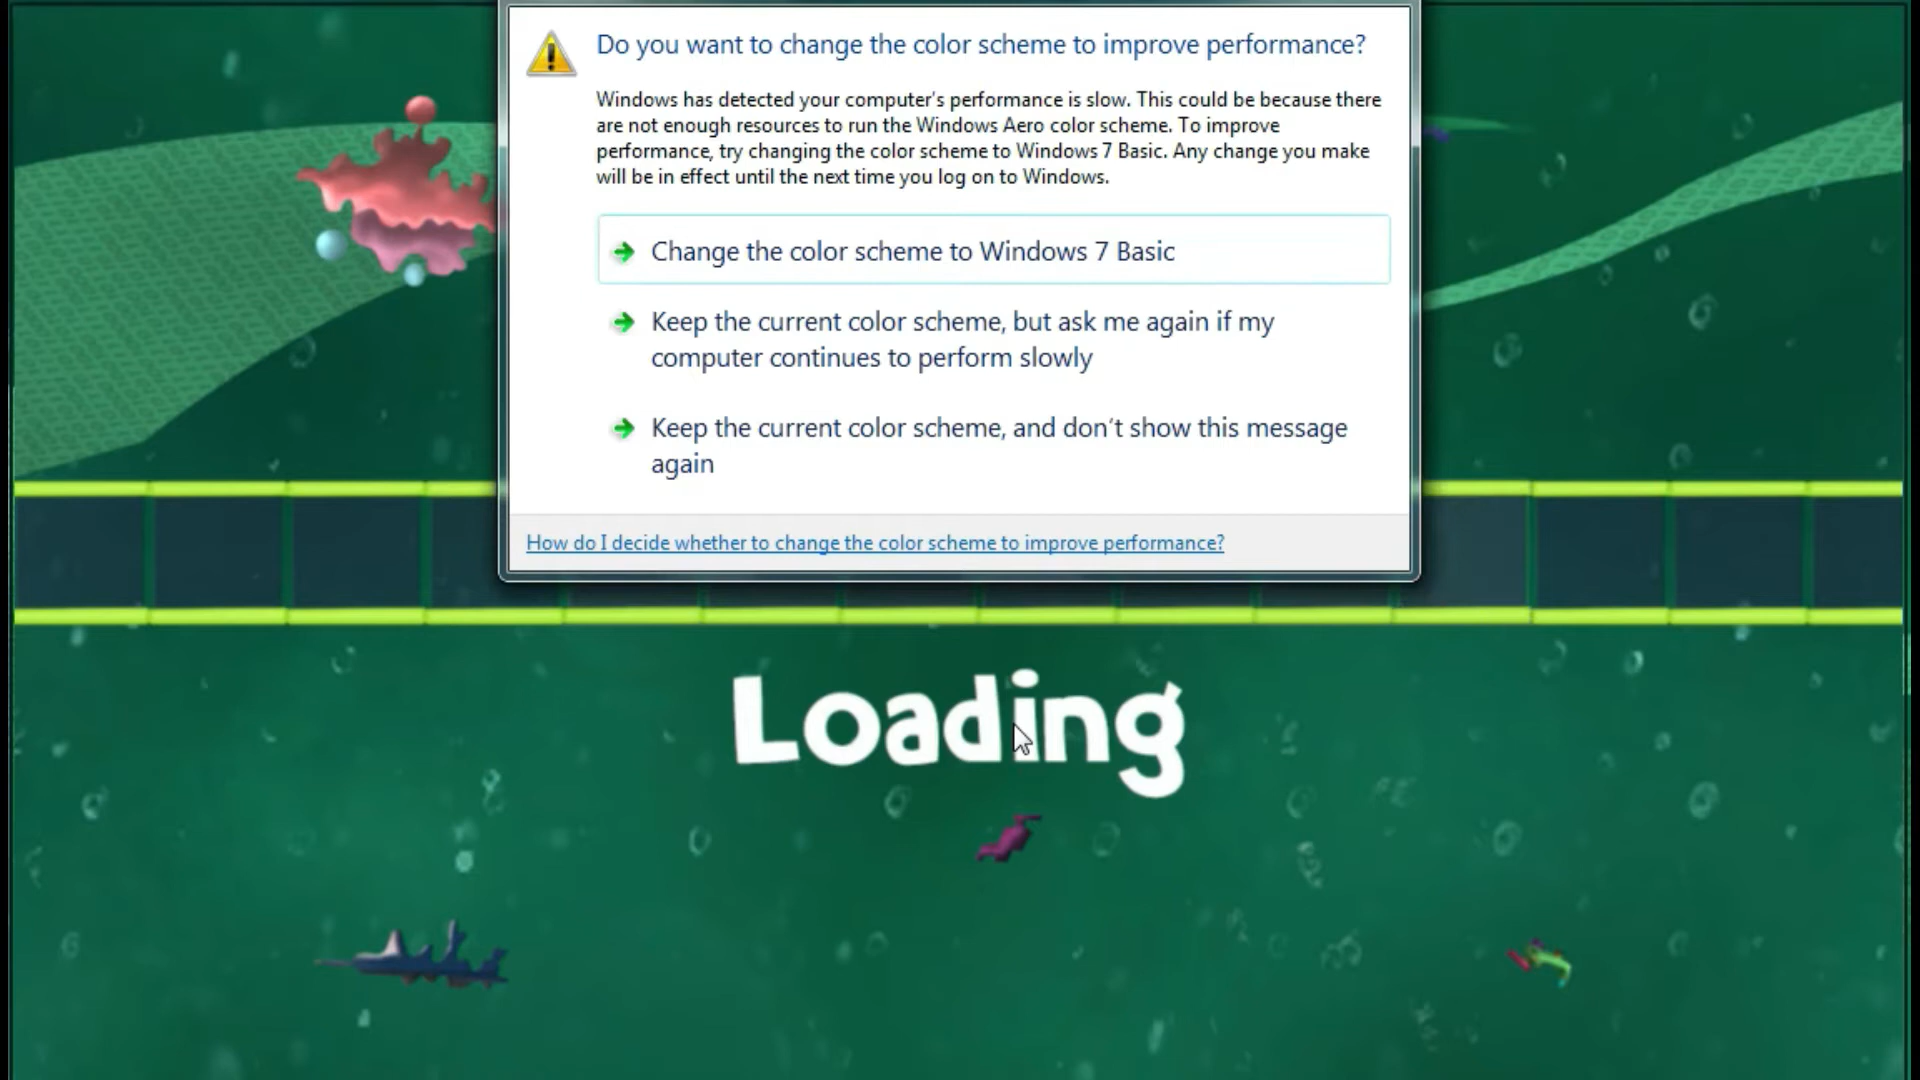 Do you want to change the color scheme to improve performance?
Windows has detected your computer's performance is slow. This could be because there
are not enough resources to run the Windows Aero color scheme. To improve
performance, try changing the color scheme to Windows 7 Basic. Any change you make
will be in effect until the next time you log on to Windows.
Change the color scheme to Windows 7 Basic
Keep the current color scheme, but ask me again if my
computer continues to perform slowly
Keep the current color scheme, and don't show this message
again
How do I decide whether to change the color scheme to improve performance?
Loading